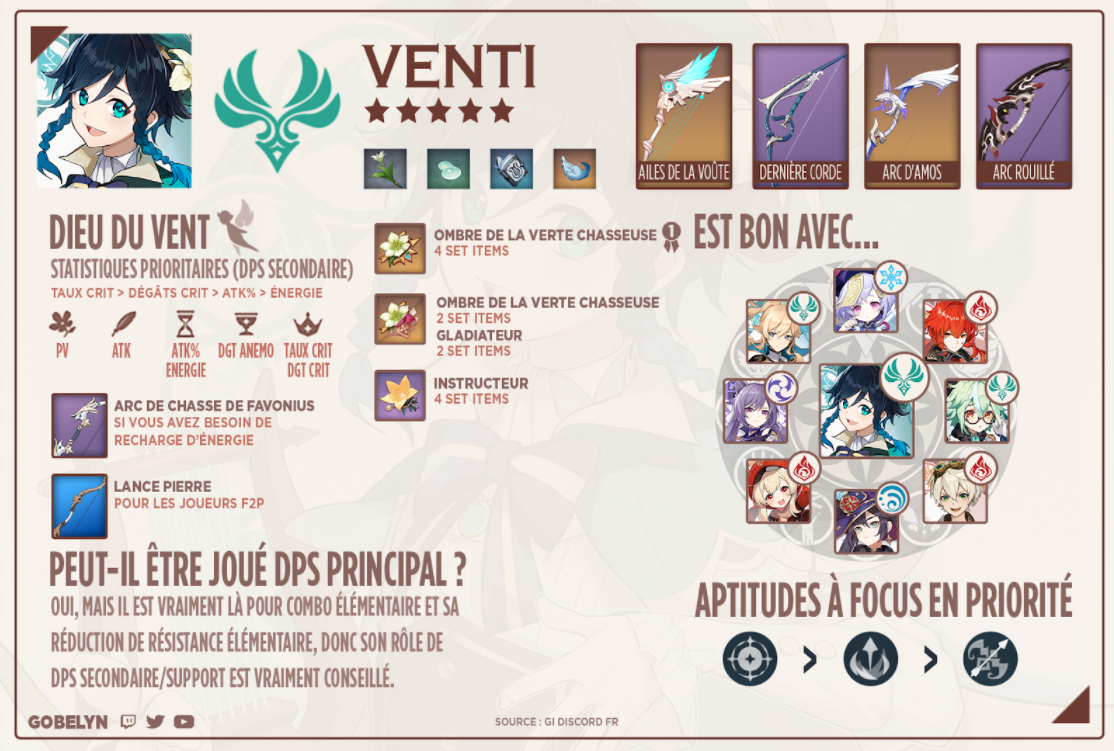 VENTI
AILES DE LA VOÛTE
DERNIÈRE CORDE
ARC D'AMOS
ARC ROUILLÉ
DIEU DU VENT
STATISTIQUES PRIORITAIRES (DPS SECONDAIRE)
TAUX CRIT > DÉGÂTS CRIT > ATK% > ÉNERGIE
PV
ATK
ATK%
ENERGIE
DGT ANEMO
TAUX CRIT
DGT CRIT
ARC DE CHASSE DE FAVONIUS
SI VOUS AVEZ BESOIN DE
RECHARGE D'ÉNERGIE
LANCE PIERRE
POUR LES JOUEURS F2P
OMBRE DE LA VERTE CHASSEUSE 1
4 SET ITEMS
OMBRE DE LA VERTE CHASSEUSE
2 SET ITEMS
GLADIATEUR
2 SET ITEMS
INSTRUCTEUR
4 SET ITEMS
EST BON AVEC...
PEUT-IL ÊTRE JOUÉ DPS PRINCIPAL ?
OUI, MAIS IL EST VRAIMENT LÀ POUR COMBO ÉLÉMENTAIRE ET SA
RÉDUCTION DE RÉSISTANCE ÉLÉMENTAIRE, DONC SON RÔLE DE
DPS SECONDAIRE/SUPPORT EST VRAIMENT CONSEILLÉ.
APTITUDES À FOCUS EN PRIORITÉ
> >
GOBELYN
SOURCE : GI DISCORD FR